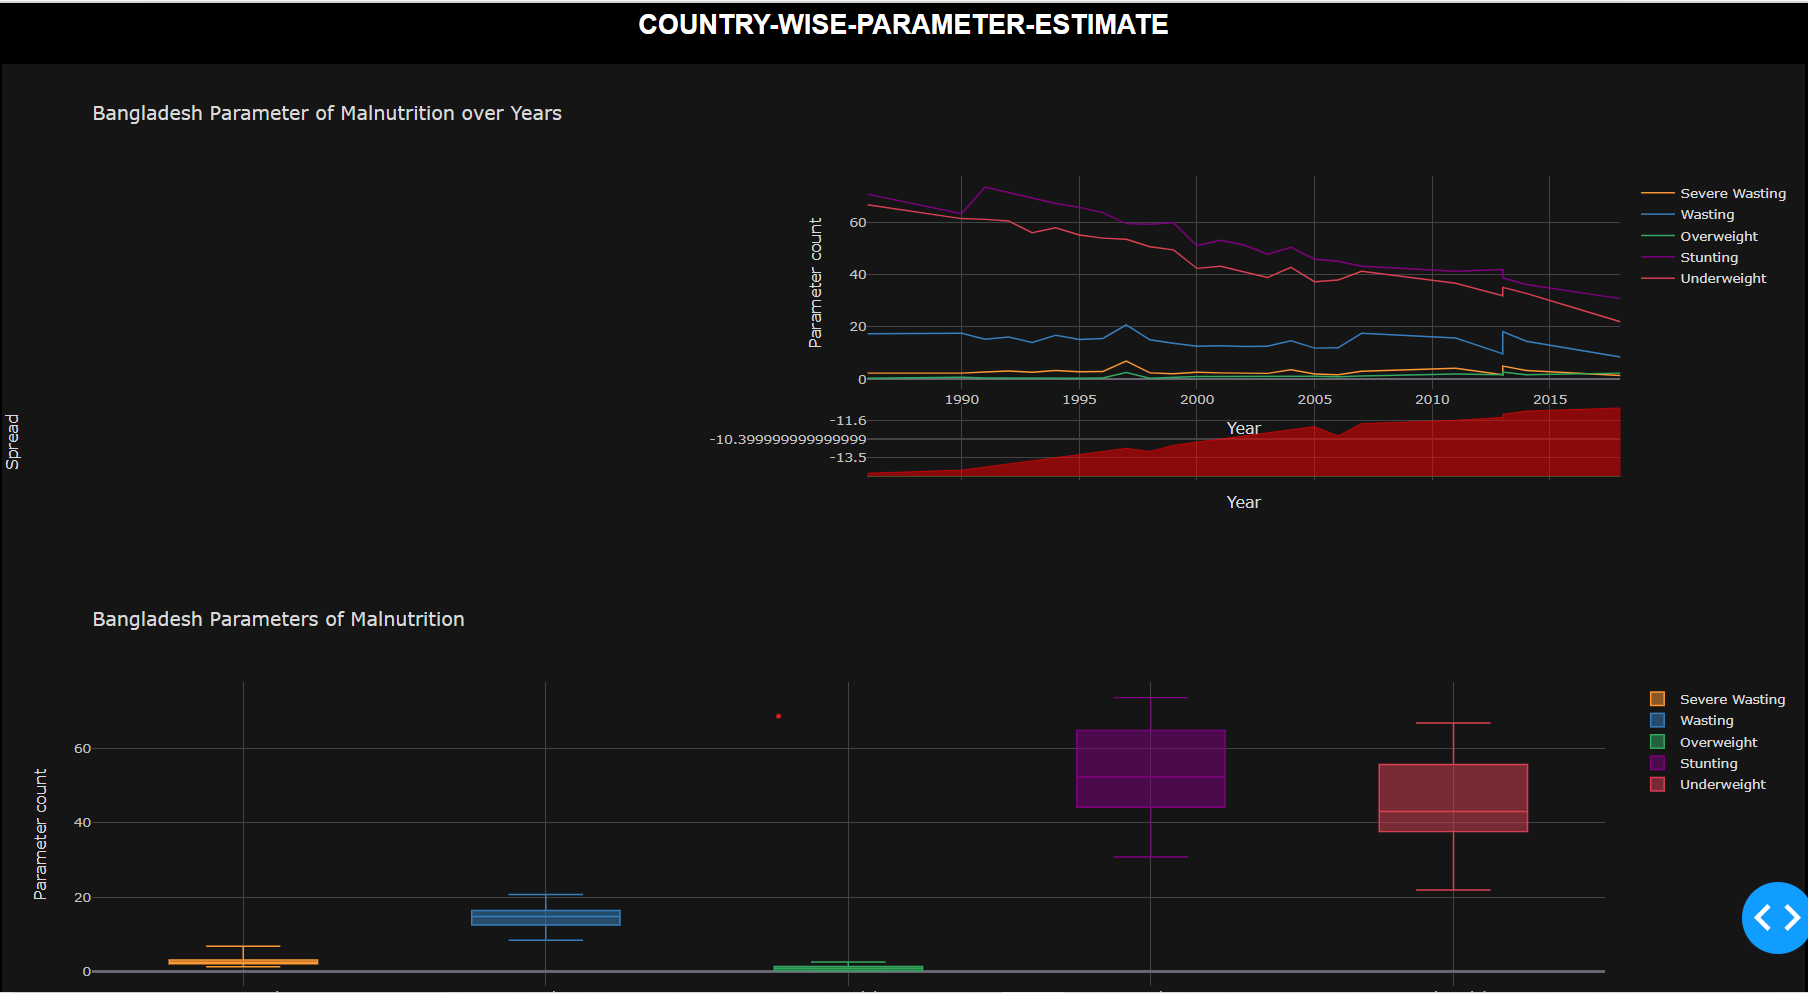 COUNTRY-WISE-PARAMETER-ESTIMATE
Bangladesh Parameter of Malnutrition over Years
Parameter count
60
40
20
0
1990 1995 2000 2005 2010 2015
Year
Severe Wasting
Wasting
Overweight
Stunting
Underweight
Spread
-11.6
-10.399999999999999
-13.5
Year
Bangladesh Parameters of Malnutrition
Parameter count
60
40
20
0
Severe Wasting
Wasting
Overweight
Stunting
Underweight